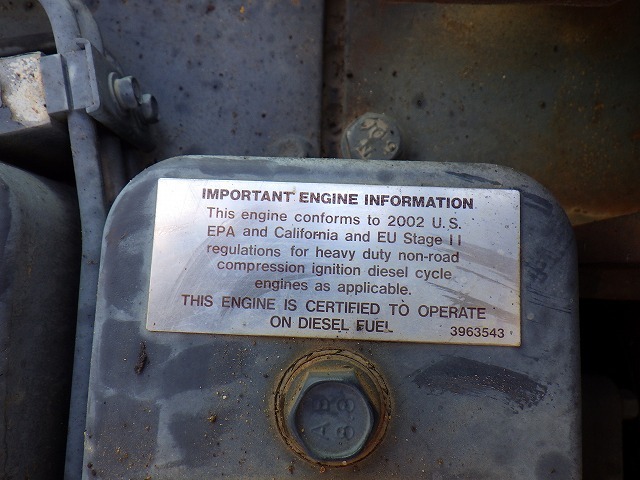 IMPORTANT ENGINE INFORMATION
This engine conforms to 2002 U.S.
EPA and California and EU Stage II
regulations for heavy duty non-road
compression ignition diesel cycle
engines as applicable.
THIS ENGINE IS CERTIFIED TO OPERATE
ON DIESEL FUEL
3963543
A B
8 8